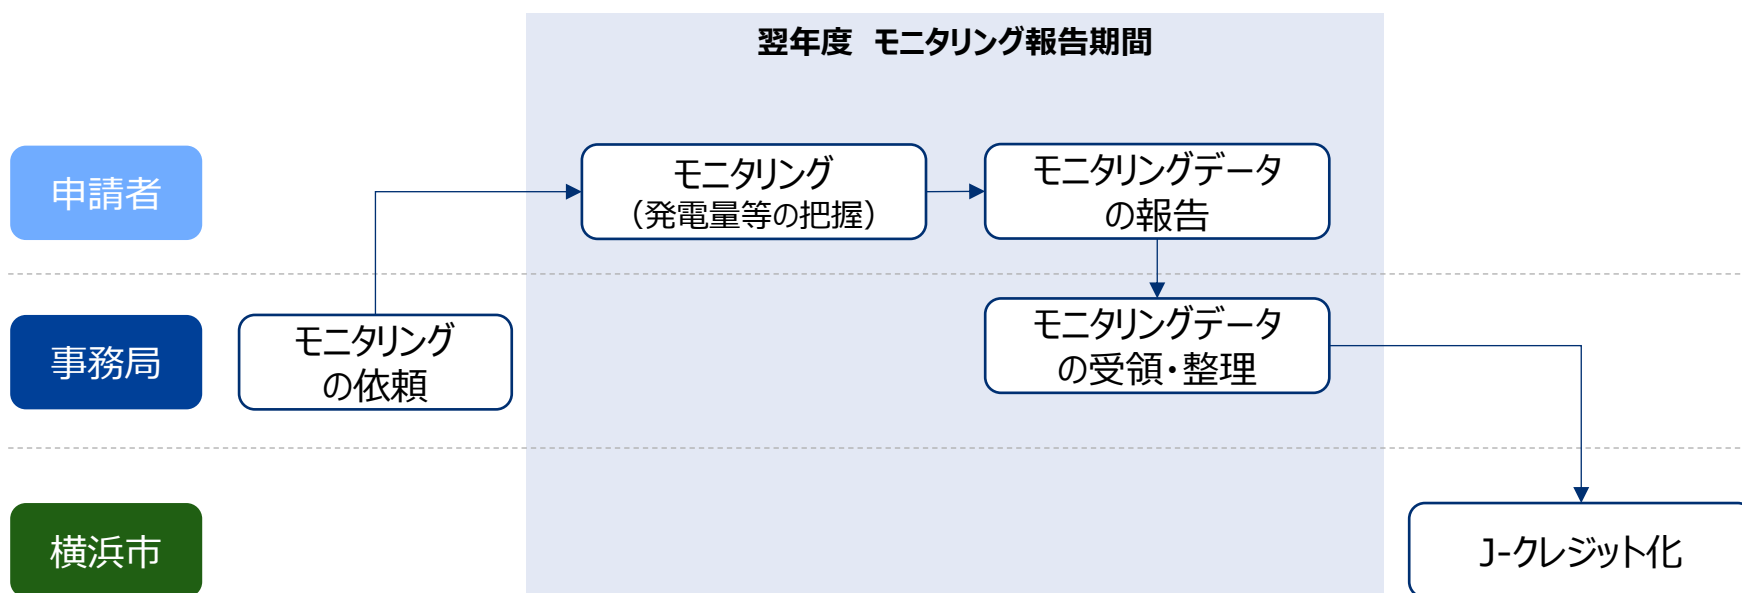 翌年度 モニタリング報告期間
申請者
モニタリング
(発電量等の把握)
モニタリングデータ
の報告
事務局
モニタリング
の依頼
モニタリングデータ
の受領・整理
横浜市
J-クレジット化